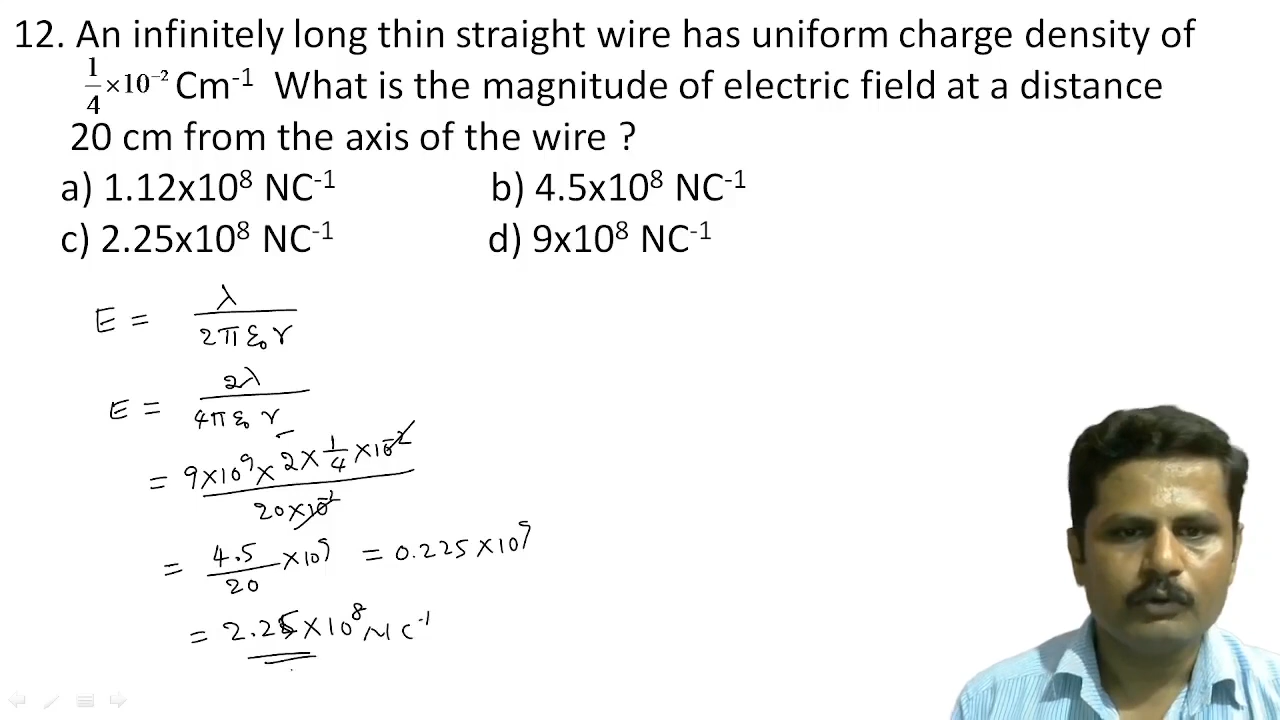 12. An infinitely long thin straight wire has uniform charge density of
1/4 ×10⁻² Cm⁻¹ What is the magnitude of electric field at a distance
20 cm from the axis of the wire ?
a) 1.12x10⁸ NC⁻¹ b) 4.5x10⁸ NC⁻¹
c) 2.25x10⁸ NC⁻¹ d) 9x10⁸ NC⁻¹
E = λ / 2πε₀r
E = 2λ / 4πε₀r
= 9×10⁹× 2×1/4×10⁻² / 20×10⁻²
= 4.5/20 ×10⁹ = 0.225×10⁹
= 2.25×10⁸ NC⁻¹